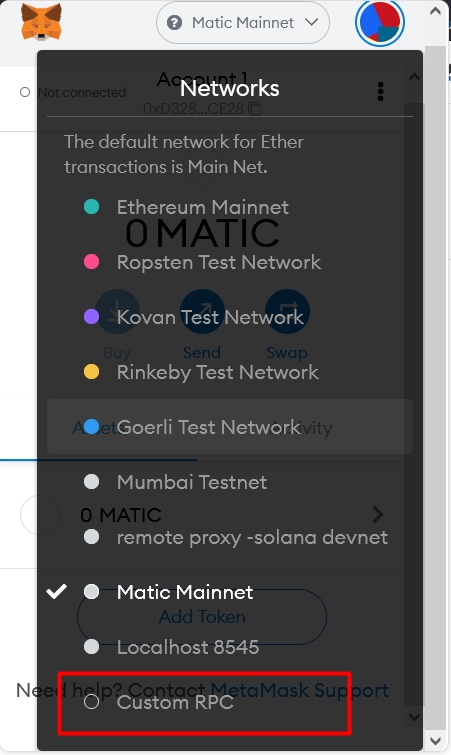 Matic Mainnet
Account 1
Networks
Not connected
0xD328...CE28
The default network for Ether
transactions is Main Net.
Ethereum Mainnet
0 MATIC
Ropsten Test Network
Kovan Test Network
Buy
Send
Swap
Rinkeby Test Network
Assets
Goerli Test Network
Activity
Mumbai Testnet
0 MATIC
remote proxy -solana devnet
Matic Mainnet
Add Token
Localhost 8545
Need help? Contact MetaMask Support
Custom RPC